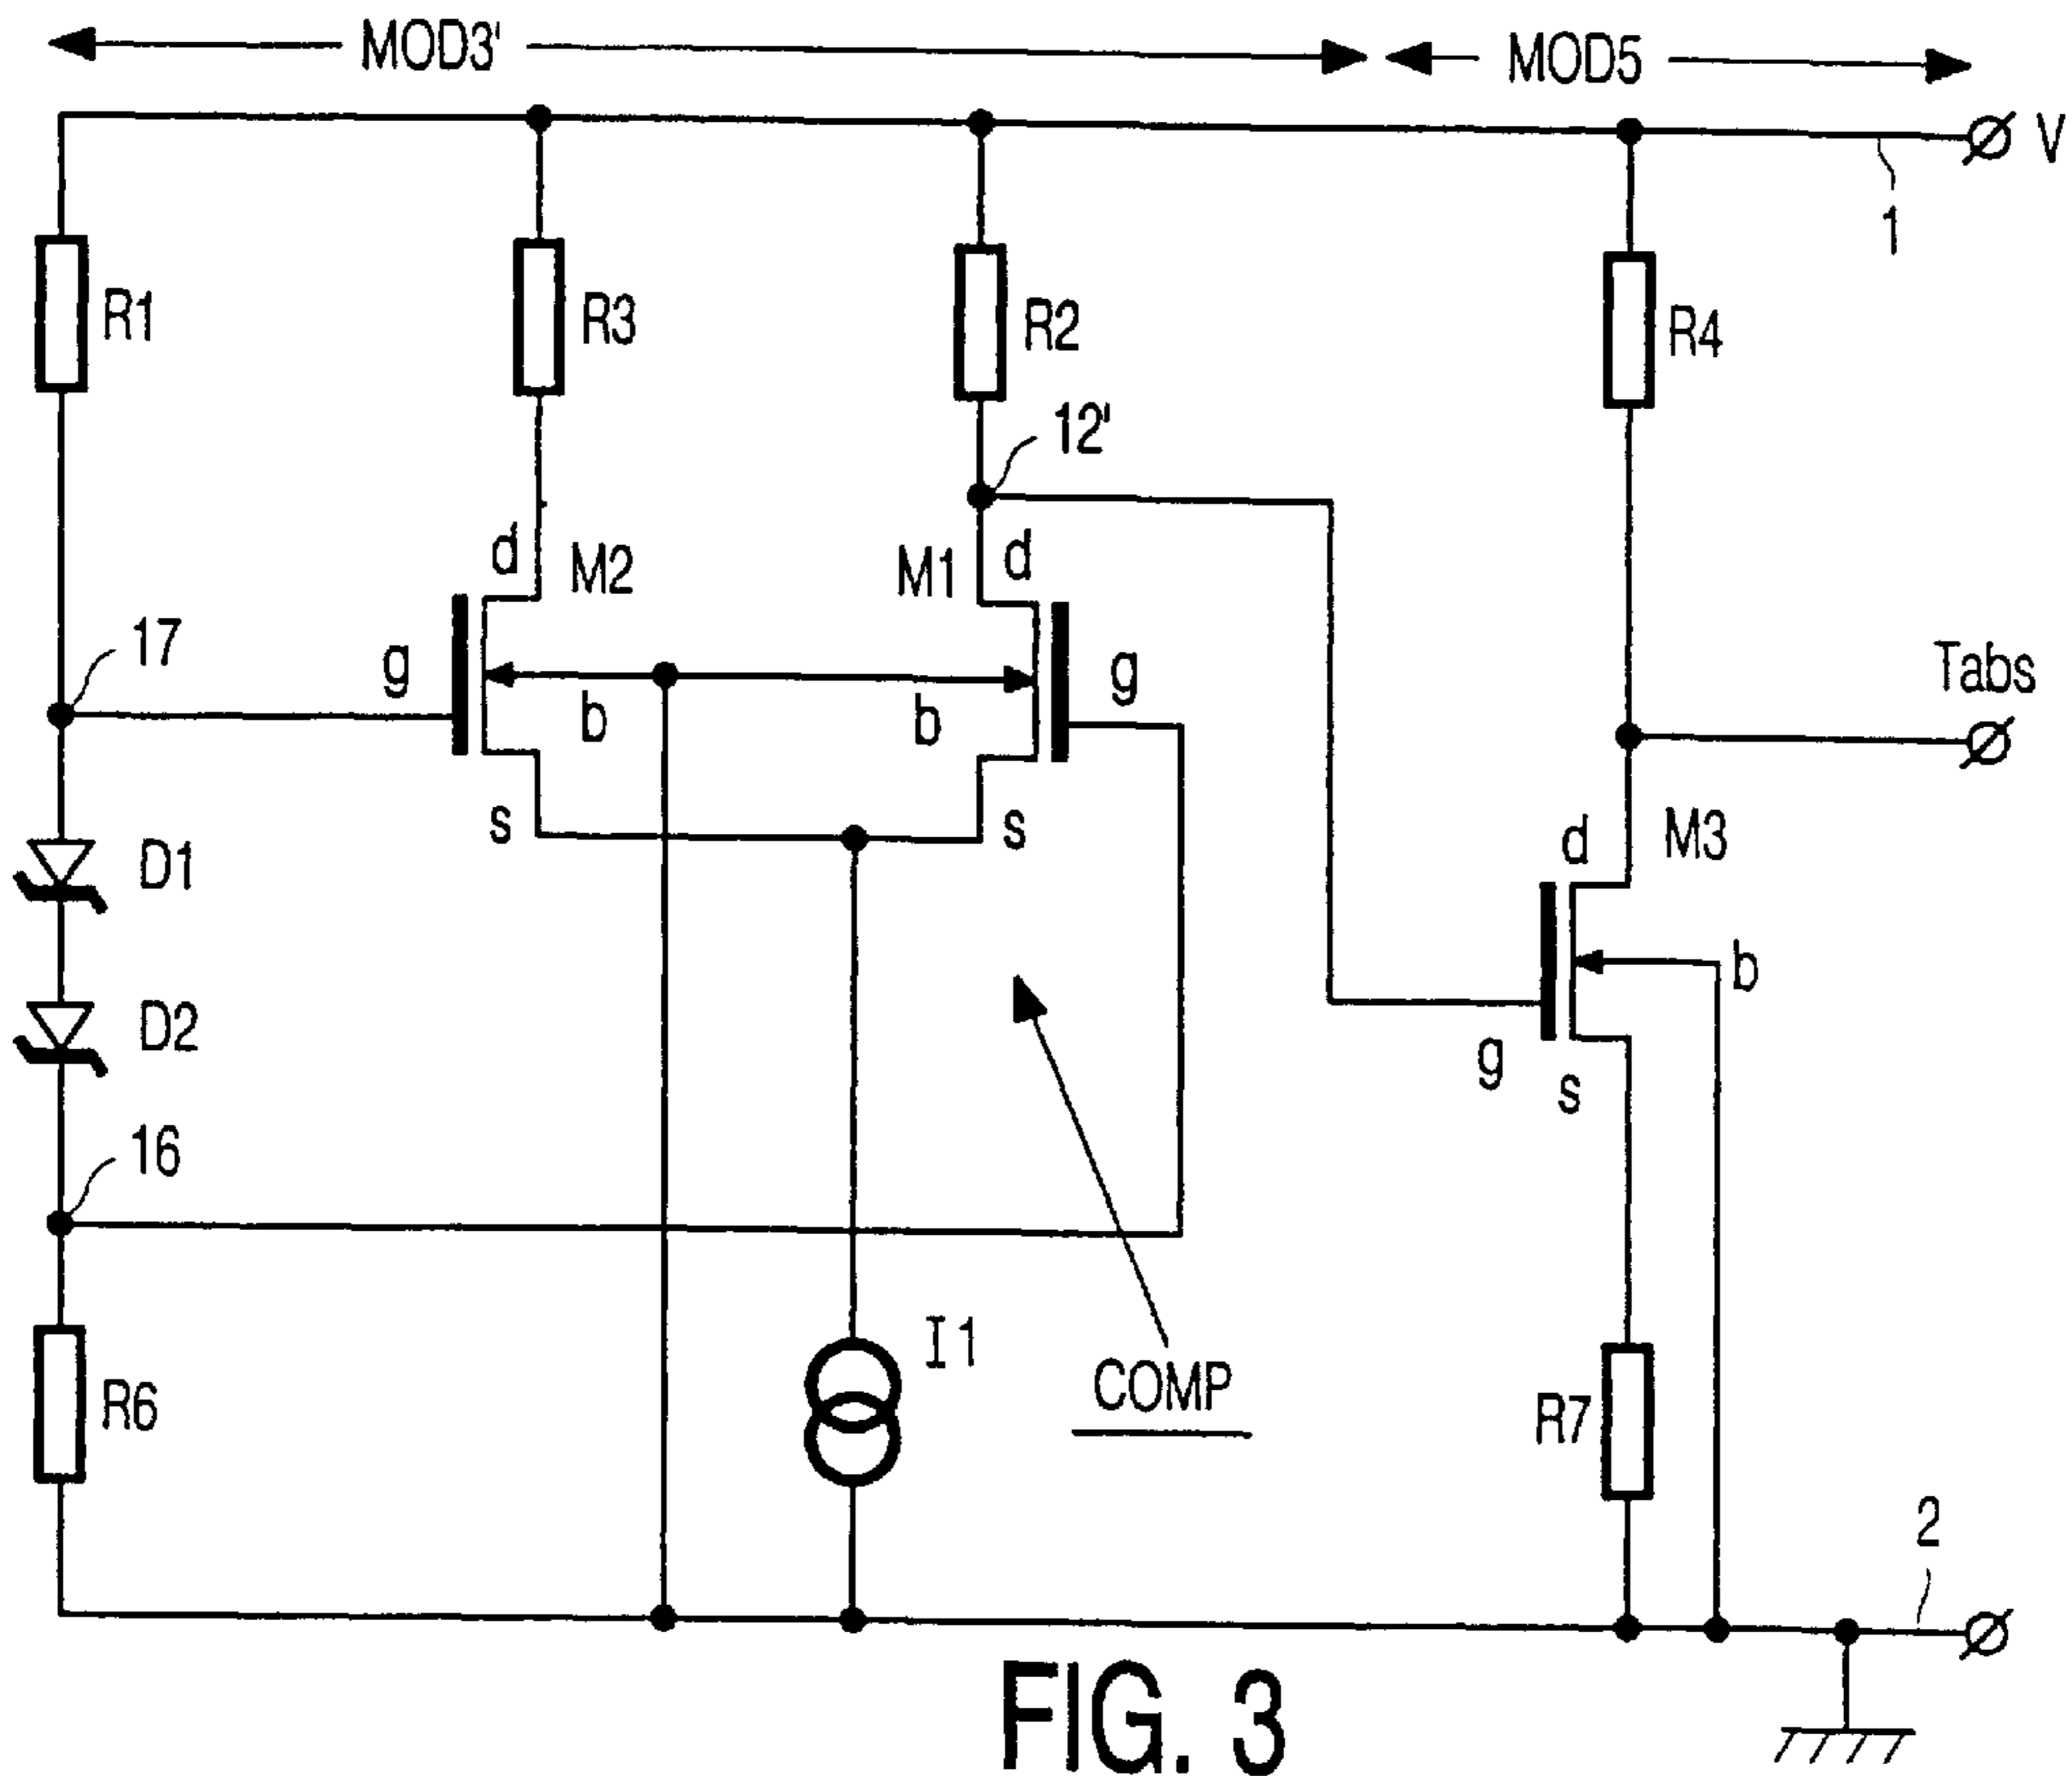 MOD3'
MOD5
V
1
R1
R3
R2
R4
12'
d
M2
M1
d
17
g
b
b
g
Tabs
s
s
D1
d
M3
b
D2
g
s
16
I1
COMP
R6
R7
2
FIG. 3